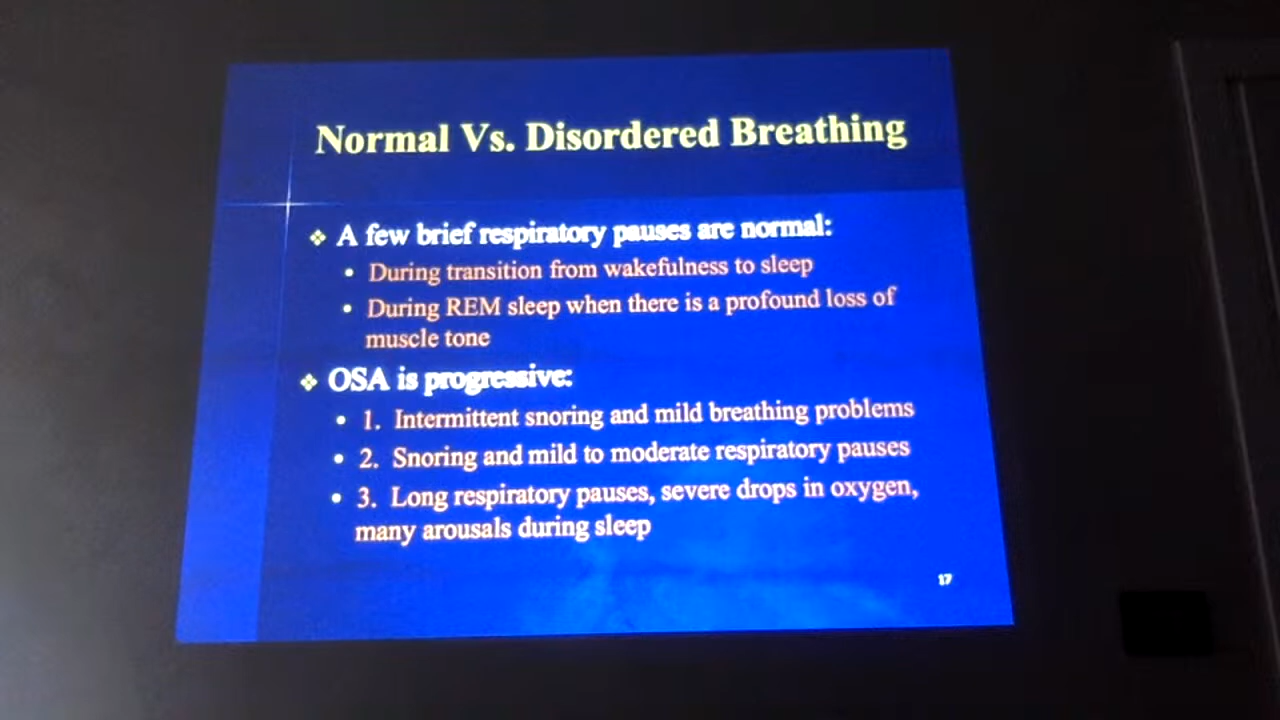 Normal Vs. Disordered Breathing
A few brief respiratory pauses are normal:
During transition from wakefulness to sleep
During REM sleep when there is a profound loss of
muscle tone
OSA is progressive:
1. Intermittent snoring and mild breathing problems
2. Snoring and mild to moderate respiratory pauses
3. Long respiratory pauses, severe drops in oxygen,
many arousals during sleep
17